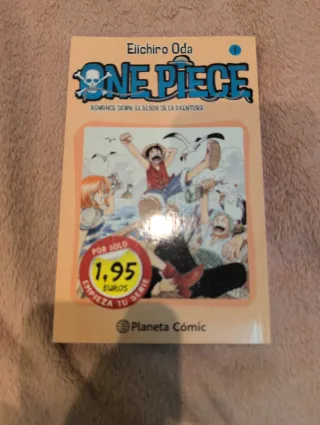 Eiichiro Oda
ONE PIECE
1
ROMANCE DAWN: EL ALBOR DE LA AVENTURA
POR SOLO
1,95
EUROS
EMPIEZA TU SERIE
Planeta Cómic